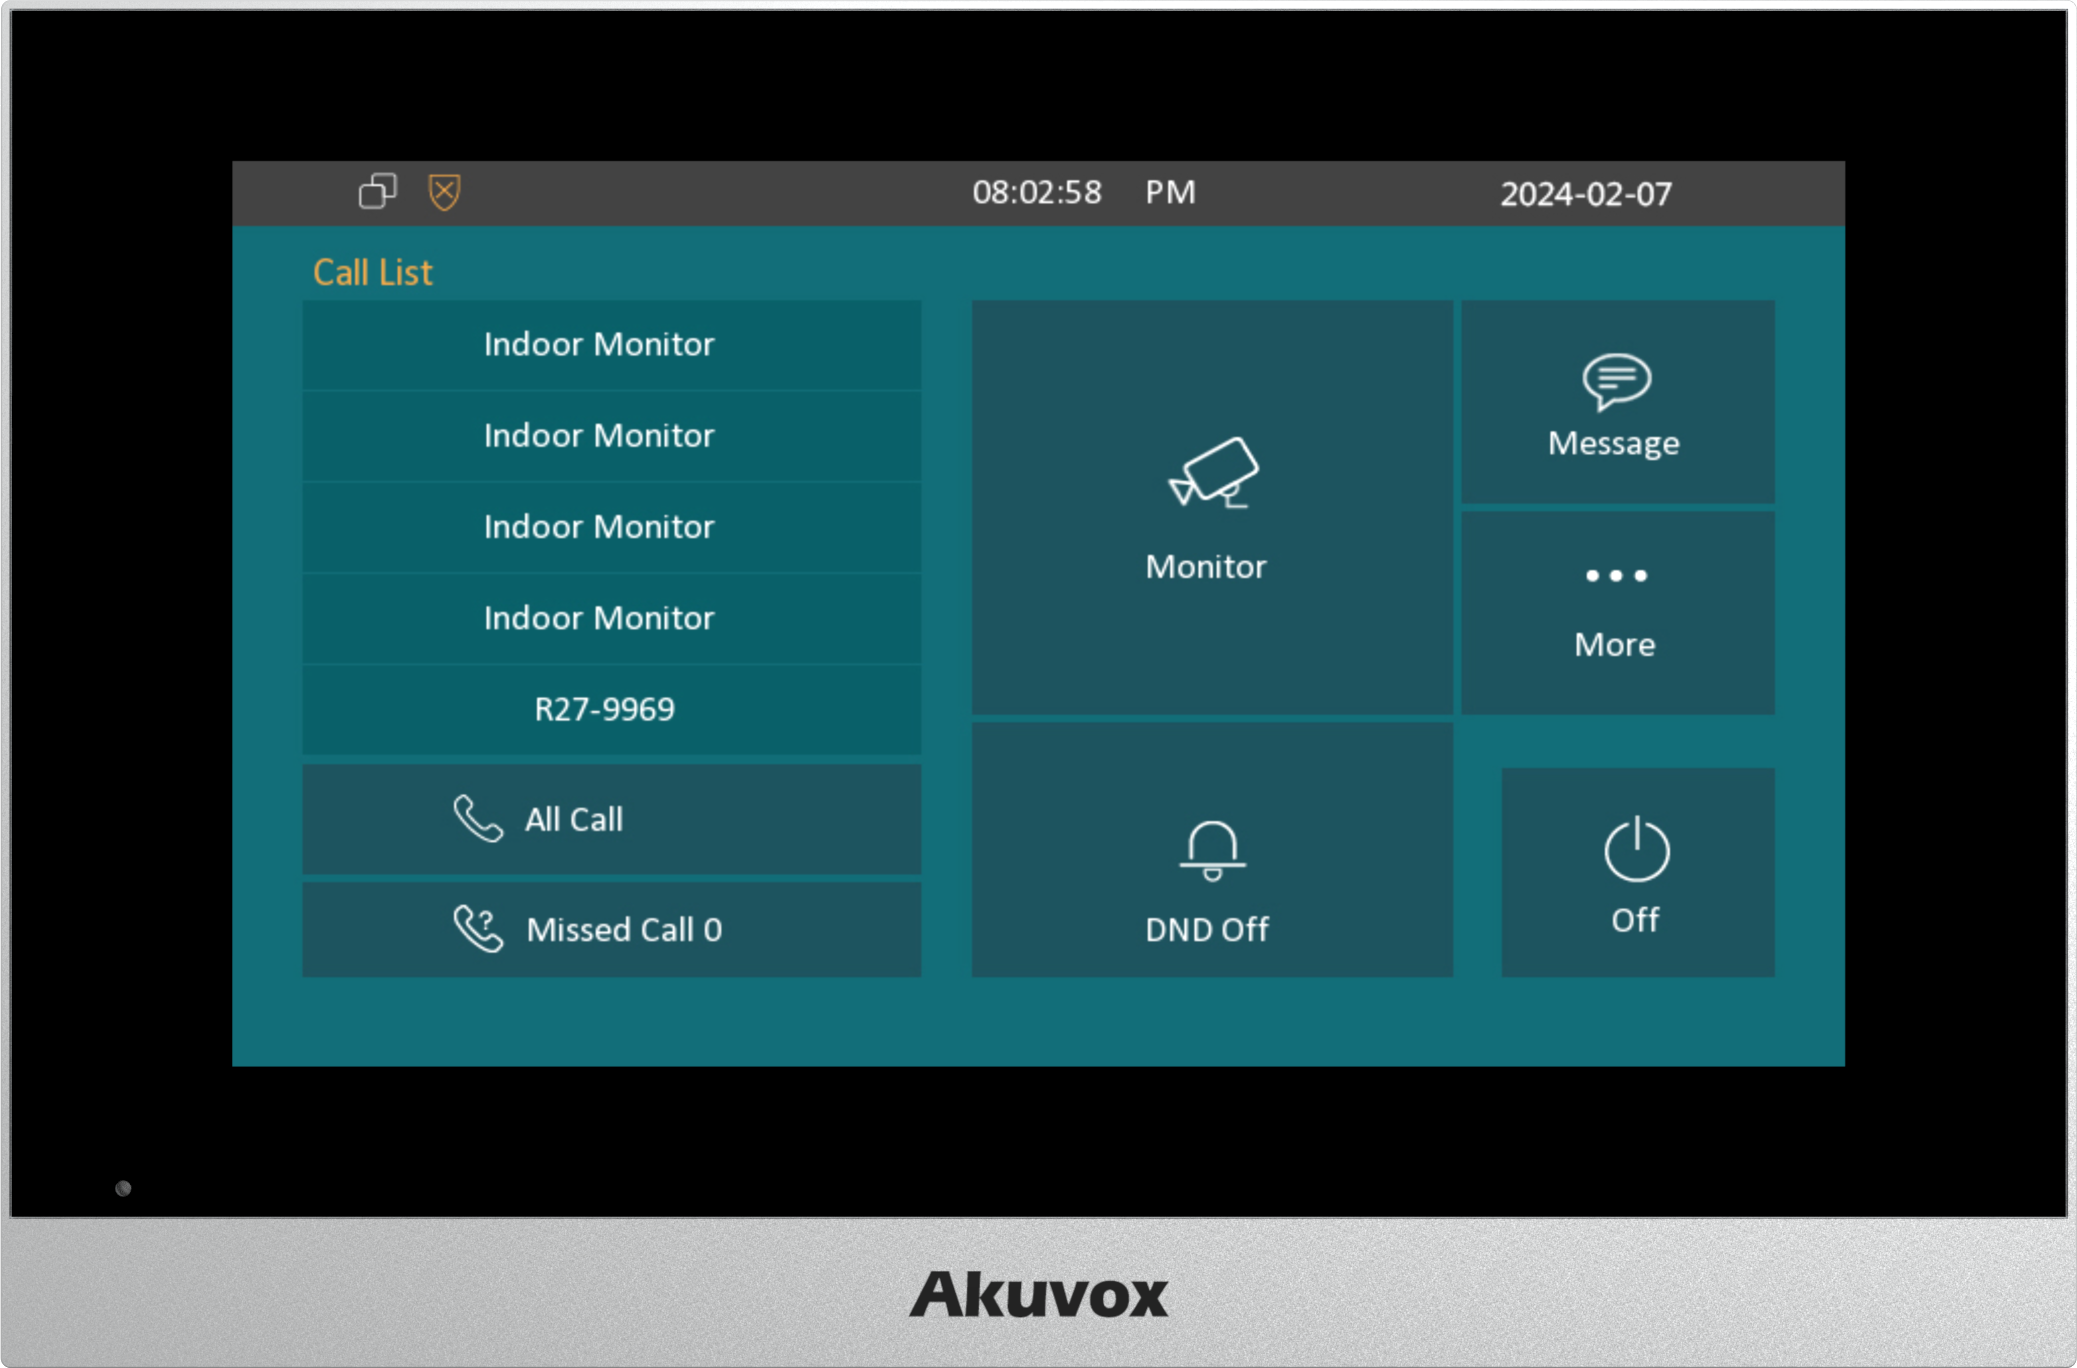 08:02:58 PM 2024-02-07
Call List
Indoor Monitor
Indoor Monitor
Indoor Monitor
Indoor Monitor
R27-9969
All Call
Missed Call 0
Monitor
DND Off
Message
More
Off
Akuvox